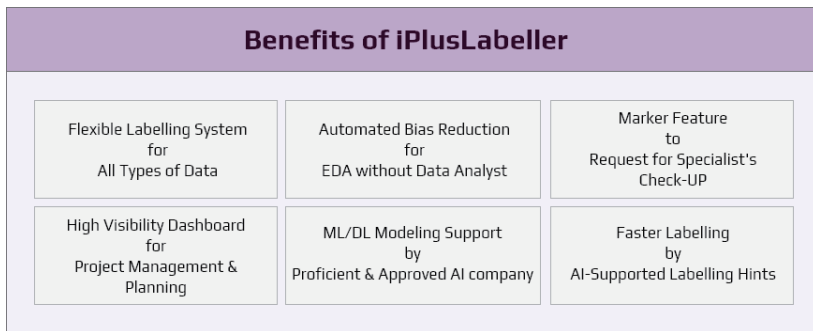 Benefits of iPlusLabeller
Flexible Labelling System
for
All Types of Data
Automated Bias Reduction
for
EDA without Data Analyst
Marker Feature
to
Request for Specialist's
Check-UP
High Visibility Dashboard
for
Project Management &
Planning
ML/DL Modeling Support
by
Proficient & Approved AI company
Faster Labelling
by
AI-Supported Labelling Hints